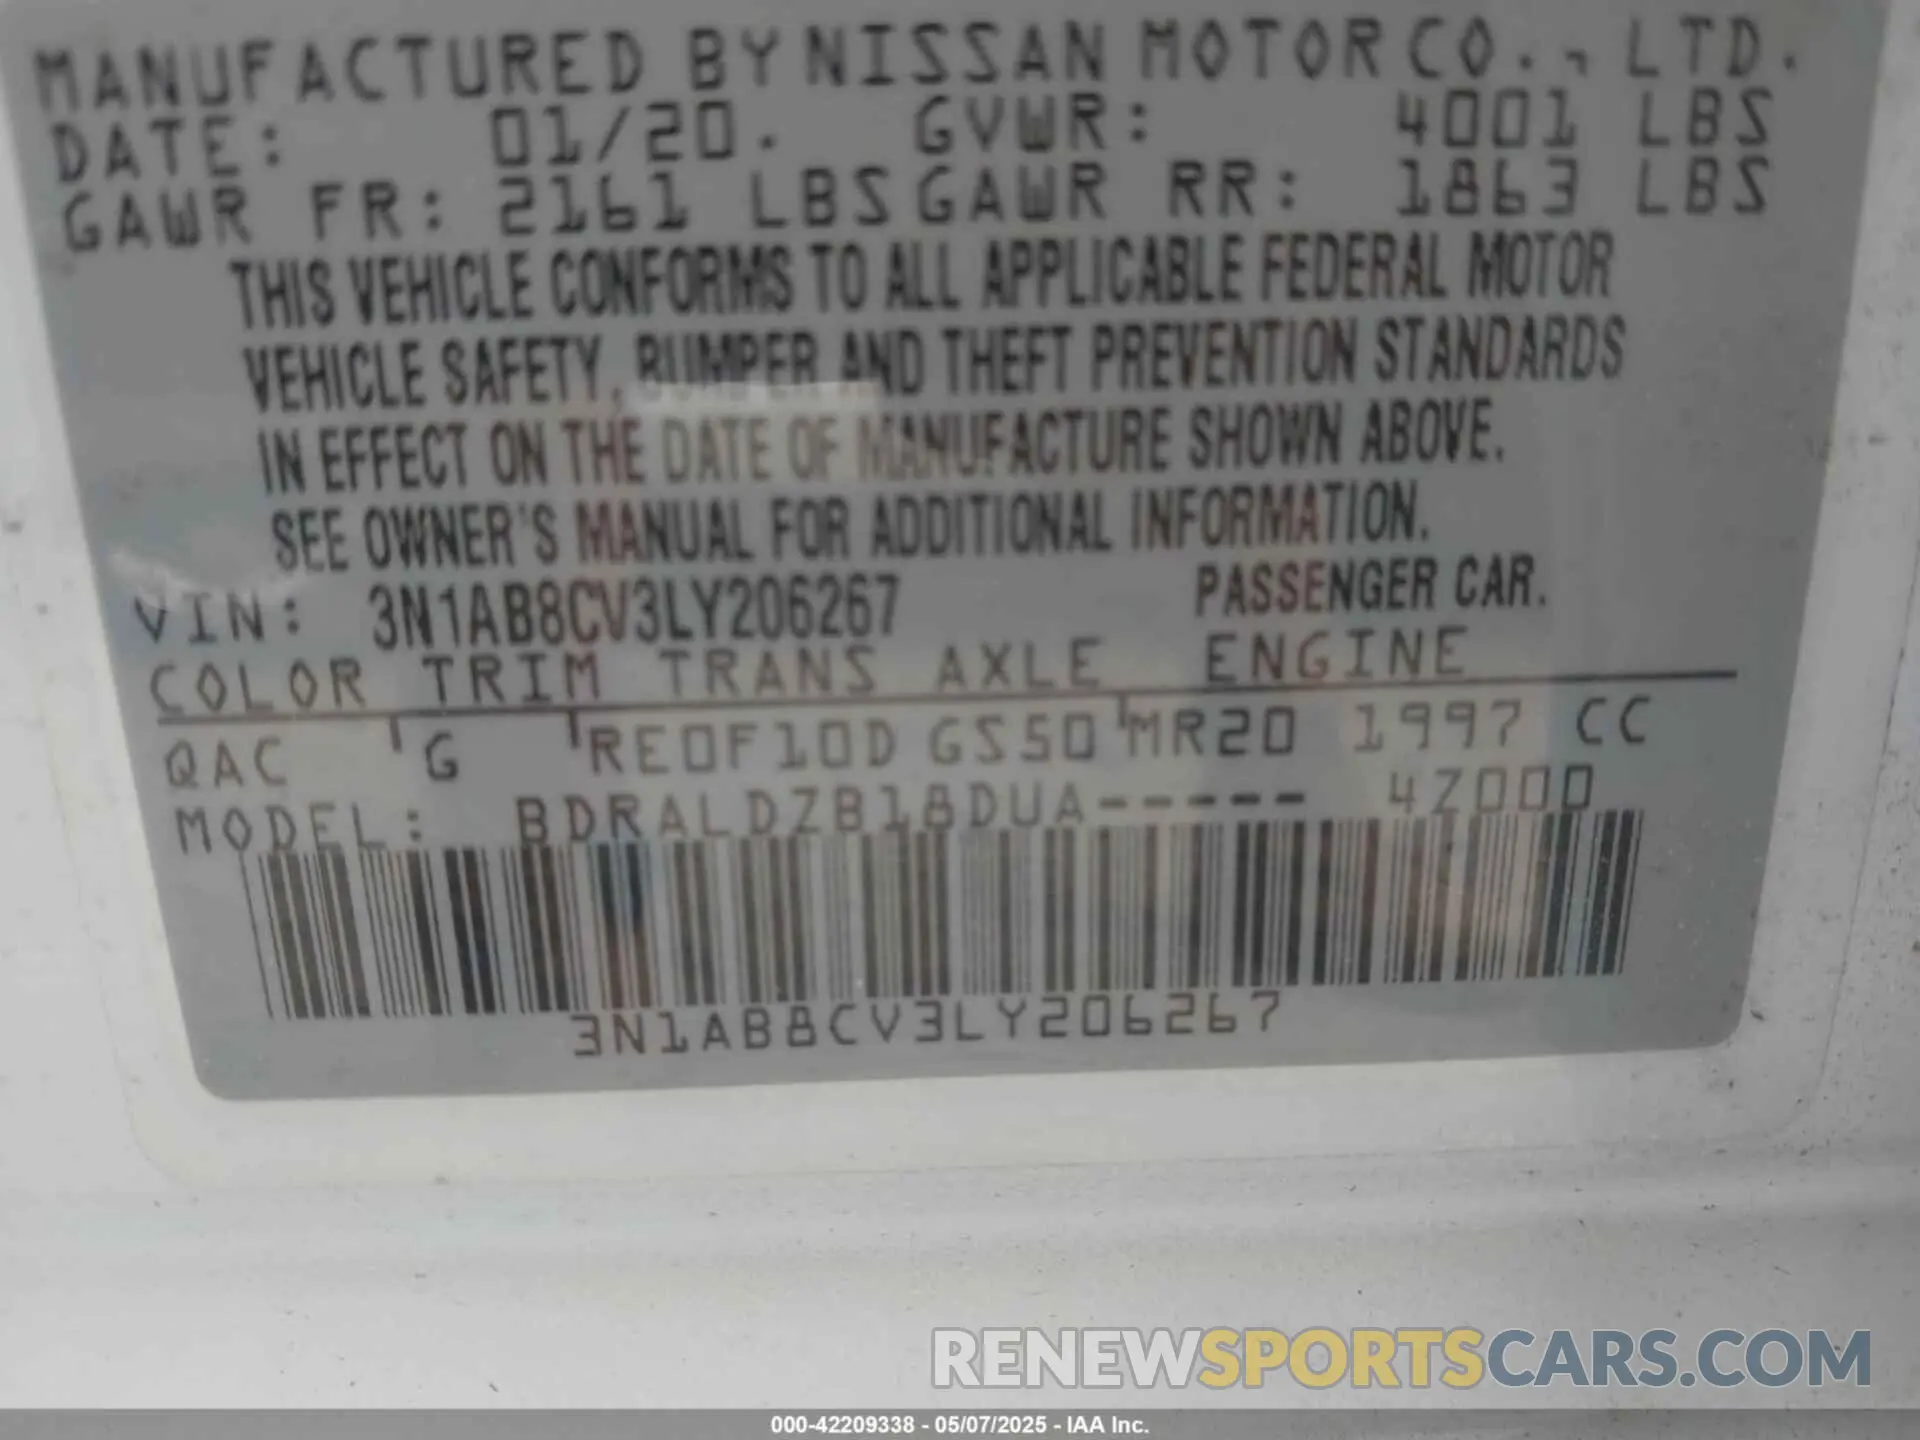 MANUFACTURED BY NISSAN MOTOR CO., LTD.
DATE: 01/20. GVWR: 4001 LBS
GAWR FR: 2161 LBS GAWR RR: 1863 LBS
THIS VEHICLE CONFORMS TO ALL APPLICABLE FEDERAL MOTOR
VEHICLE SAFETY, BUMPER AND THEFT PREVENTION STANDARDS
IN EFFECT ON THE DATE OF MANUFACTURE SHOWN ABOVE.
SEE OWNER'S MANUAL FOR ADDITIONAL INFORMATION.
VIN: 3N1AB8CV3LY206267 PASSENGER CAR.
COLOR TRIM TRANS AXLE ENGINE
QAC G RE0F10D GS50 MR20 1997 CC
MODEL: BDRALDZB18DUA----- 4Z000
3N1AB8CV3LY206267
RENEWSPORTSCARS.COM
000-42209338 - 05/07/2025 - IAA Inc.